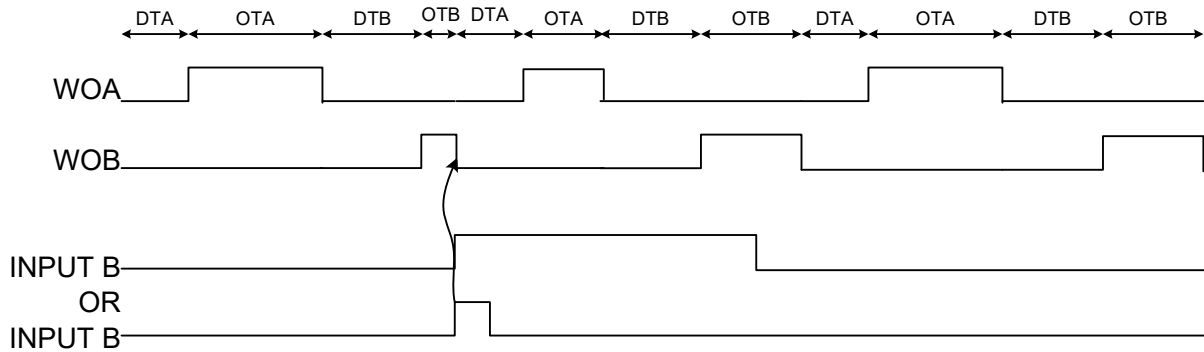 DTA OTA DTB OTB DTA OTA DTB OTB DTA OTA DTB OTB
WOA
WOB
INPUT B
OR
INPUT B